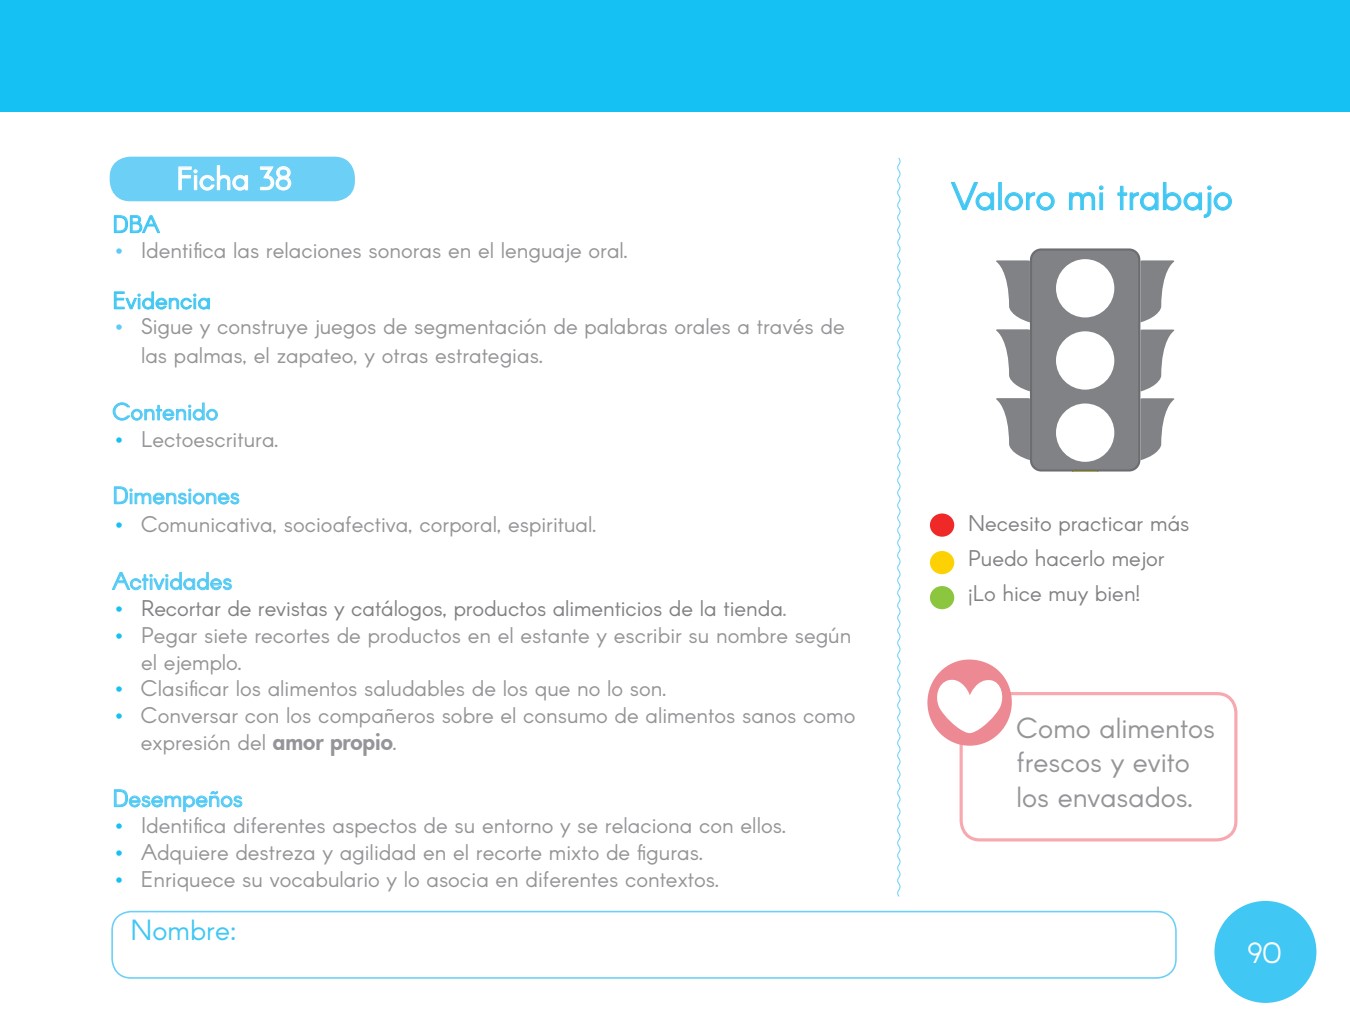 Ficha 38
DBA
• Identifica las relaciones sonoras en el lenguaje oral.
Evidencia
• Sigue y construye juegos de segmentación de palabras orales a través de
las palmas, el zapateo, y otras estrategias.
Contenido
• Lectoescritura.
Dimensiones
• Comunicativa, socioafectiva, corporal, espiritual.
Actividades
• Recortar de revistas y catálogos, productos alimenticios de la tienda.
• Pegar siete recortes de productos en el estante y escribir su nombre según
el ejemplo.
• Clasificar los alimentos saludables de los que no lo son.
• Conversar con los compañeros sobre el consumo de alimentos sanos como
expresión del amor propio.
Desempeños
• Identifica diferentes aspectos de su entorno y se relaciona con ellos.
• Adquiere destreza y agilidad en el recorte mixto de figuras.
• Enriquece su vocabulario y lo asocia en diferentes contextos.
Valoro mi trabajo
Necesito practicar más
Puedo hacerlo mejor
¡Lo hice muy bien!
Como alimentos
frescos y evito
los envasados.
Nombre:
90